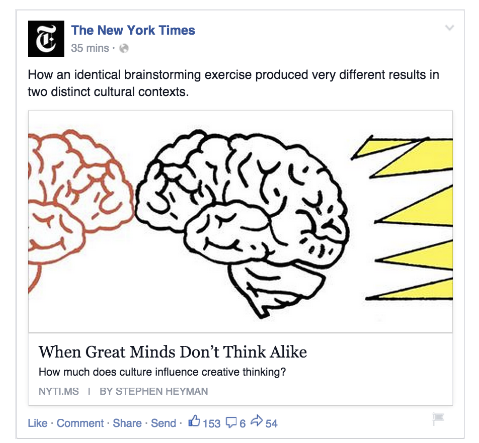 The New York Times
35 mins ·
How an identical brainstorming exercise produced very different results in
two distinct cultural contexts.
When Great Minds Don’t Think Alike
How much does culture influence creative thinking?
NYTI.MS | BY STEPHEN HEYMAN
Like · Comment · Share · Send · 153 6 54